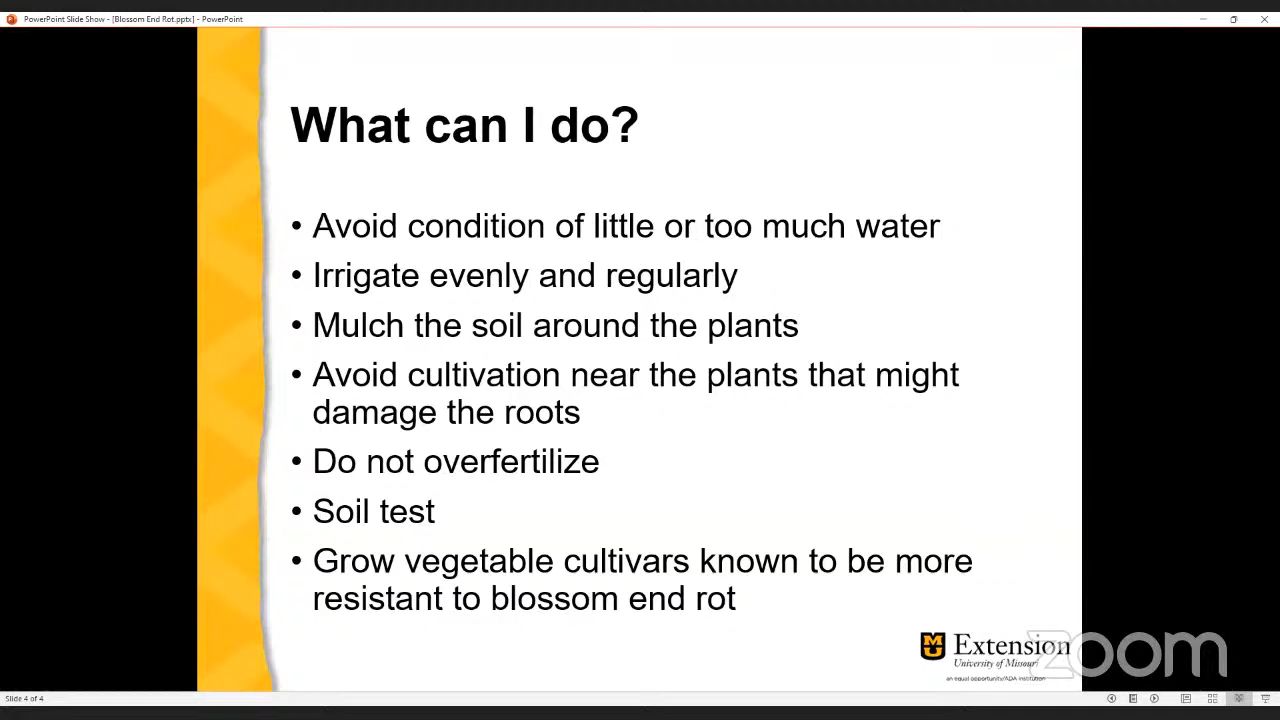 PowerPoint Slide Show - [Blossom End Rot.pptx] - PowerPoint
What can I do?
• Avoid condition of little or too much water
• Irrigate evenly and regularly
• Mulch the soil around the plants
• Avoid cultivation near the plants that might
damage the roots
• Do not overfertilize
• Soil test
• Grow vegetable cultivars known to be more
resistant to blossom end rot
MU Extension
University of Missouri
an equal opportunity/ADA institution
zoom
Slide 4 of 4